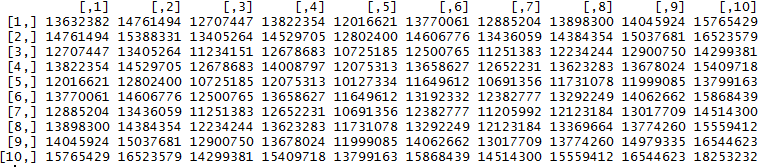 [,1] [,2] [,3] [,4] [,5] [,6] [,7] [,8] [,9] [,10]
[1,] 13632382 14761494 12707447 13822354 12016621 13770061 12885204 13898300 14045924 15765429
[2,] 14761494 15388331 13405264 14529705 12802400 14606776 13436059 14384354 15037681 16523579
[3,] 12707447 13405264 11234151 12678683 10725185 12500765 11251383 12234244 12900750 14299381
[4,] 13822354 14529705 12678683 14008797 12075313 13658627 12652231 13623283 13678024 15409718
[5,] 12016621 12802400 10725185 12075313 10127334 11649612 10691356 11731078 11999085 13799163
[6,] 13770061 14606776 12500765 13658627 11649612 13192332 12382777 13292249 14062662 15868439
[7,] 12885204 13436059 11251383 12652231 10691356 12382777 11205992 12123184 13017709 14514300
[8,] 13898300 14384354 12234244 13623283 11731078 13292249 12123184 13369664 13774260 15559412
[9,] 14045924 15037681 12900750 13678024 11999085 14062662 13017709 13774260 14979335 16544623
[10,] 15765429 16523579 14299381 15409718 13799163 15868439 14514300 15559412 16544623 18253232